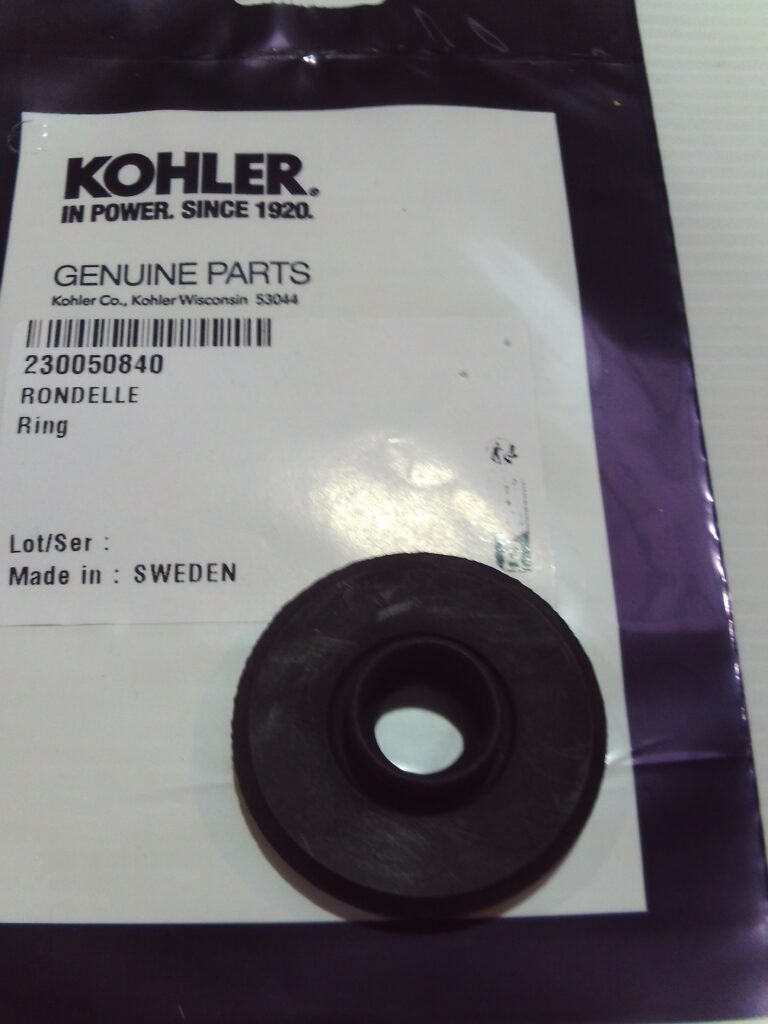 KOHLER®
IN POWER. SINCE 1920.
GENUINE PARTS
Kohler Co., Kohler Wisconsin 53044
230050840
RONDELLE
Ring
Lot/Ser :
Made in : SWEDEN